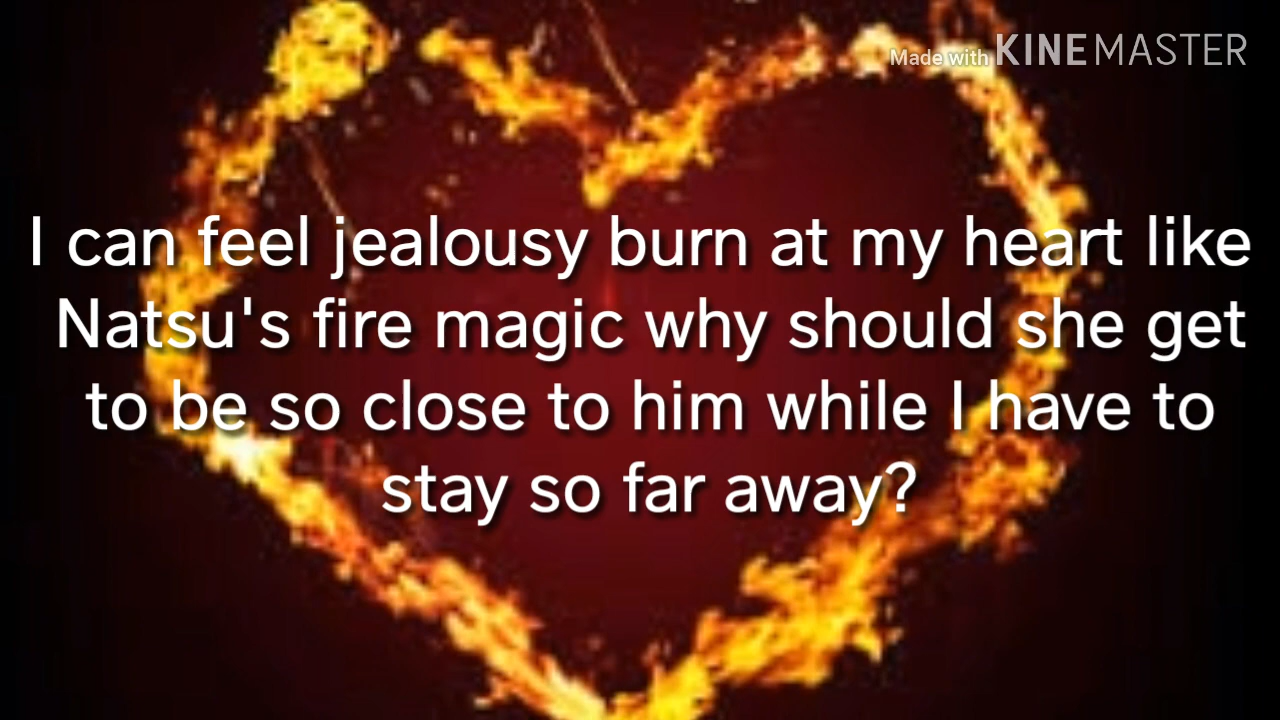 Made with KINEMASTER
I can feel jealousy burn at my heart like
Natsu's fire magic why should she get
to be so close to him while I have to
stay so far away?